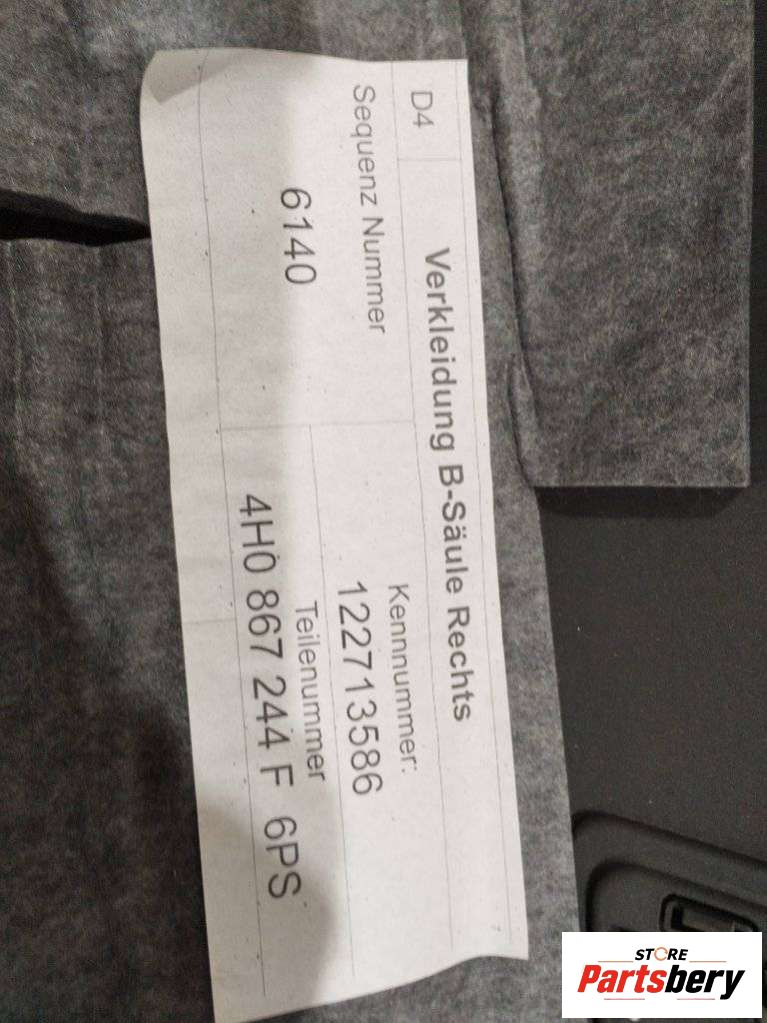 D4 Verkleidung B-Säule Rechts
Sequenz Nummer
Kennnummer:
6140
122713586
Teilenummer
4H0 867 244 F 6PS
STORE
Partsbery